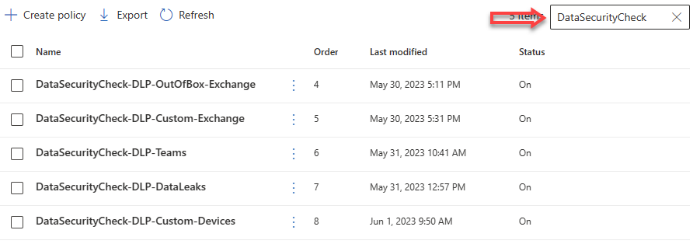 Create policy Export Refresh 5 items DataSecurityCheck
Name Order Last modified Status
DataSecurityCheck-DLP-OutOfBox-Exchange 4 May 30, 2023 5:11 PM On
DataSecurityCheck-DLP-Custom-Exchange 5 May 30, 2023 5:31 PM On
DataSecurityCheck-DLP-Teams 6 May 31, 2023 10:41 AM On
DataSecurityCheck-DLP-DataLeaks 7 May 31, 2023 12:57 PM On
DataSecurityCheck-DLP-Custom-Devices 8 Jun 1, 2023 9:50 AM On